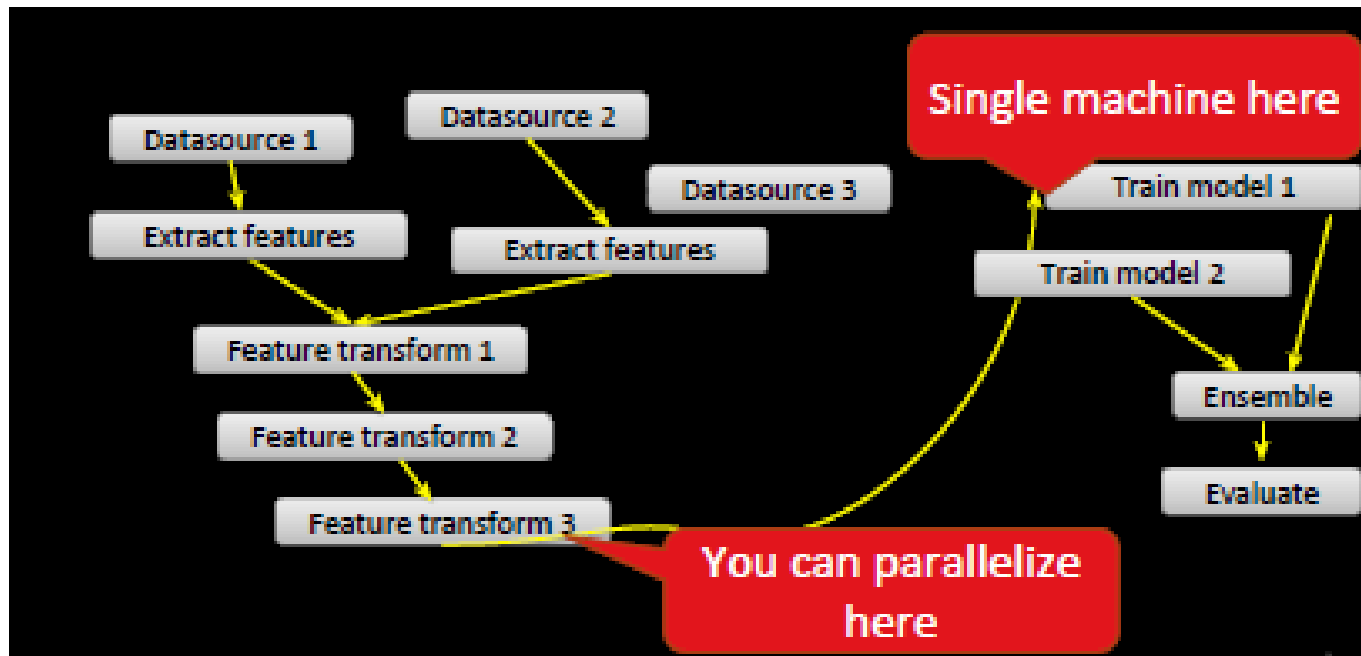 Datasource 1
Datasource 2
Datasource 3
Extract features
Extract features
Feature transform 1
Feature transform 2
Feature transform 3
You can parallelize
here
Single machine here
Train model 1
Train model 2
Ensemble
Evaluate